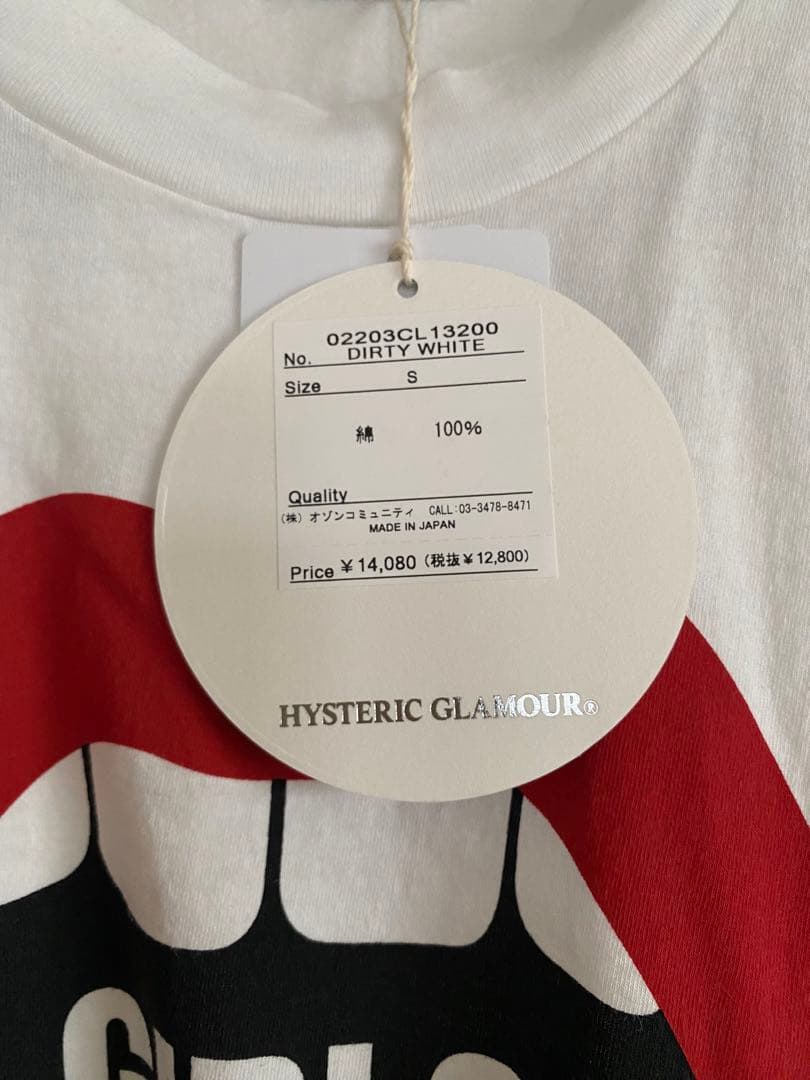 02203CL13200
No. DIRTY WHITE
Size S
綿 100%
Quality
(株) オゾンコミュニティ CALL:03-3478-8471
MADE IN JAPAN
Price ¥14,080 (税抜¥12,800)
HYSTERIC GLAMOUR®